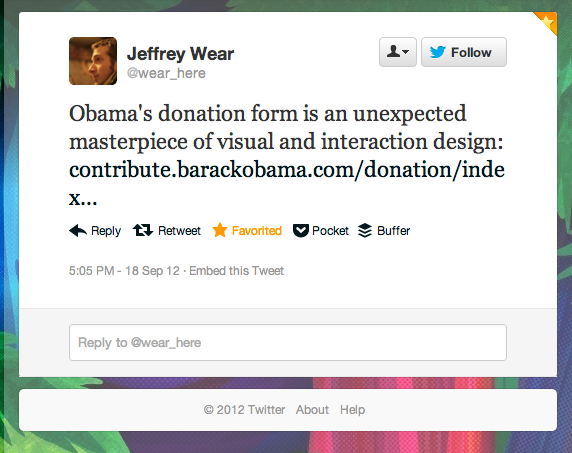 Jeffrey Wear
@wear_here
Follow
Obama's donation form is an unexpected
masterpiece of visual and interaction design:
contribute.barackobama.com/donation/inde
x...
Reply Retweet Favorited Pocket Buffer
5:05 PM - 18 Sep 12 · Embed this Tweet
Reply to @wear_here
© 2012 Twitter About Help